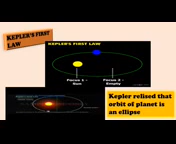 KEPLER'S FIRST
LAW
KEPLER'S FIRST LAW
Focus 1 -
Sun
Focus 2 -
Empty
Kepler relised that
orbit of planet is
an ellipse